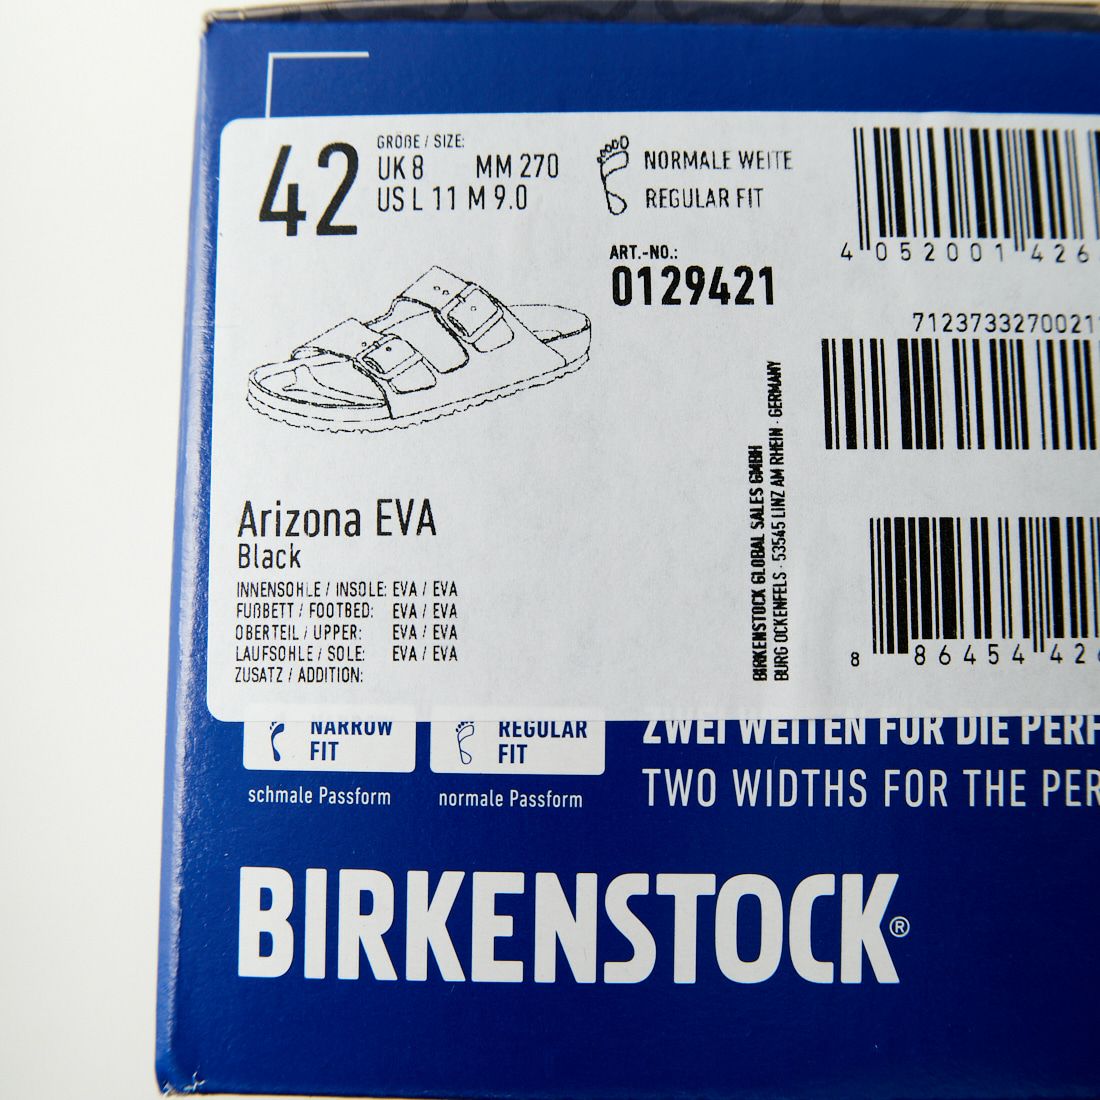 42
GRÖßE / SIZE:
UK 8 MM 270
US L 11 M 9.0
NORMALE WEITE
REGULAR FIT
ART.-NO.:
0129421
4 052001 426
7123733270021
Arizona EVA
Black
INNENSOHLE / INSOLE: EVA / EVA
FUßBETT / FOOTBED: EVA / EVA
OBERTEIL / UPPER: EVA / EVA
LAUFSOHLE / SOLE: EVA / EVA
ZUSATZ / ADDITION:
BIRKENSTOCK GLOBAL SALES GMBH
BURG OCKENFELS · 53545 LINZ AM RHEIN · GERMANY
8 86454 426
NARROW
FIT
schmale Passform
REGULAR
FIT
normale Passform
ZWEI WEITEN FÜR DIE PERF
TWO WIDTHS FOR THE PER
BIRKENSTOCK®